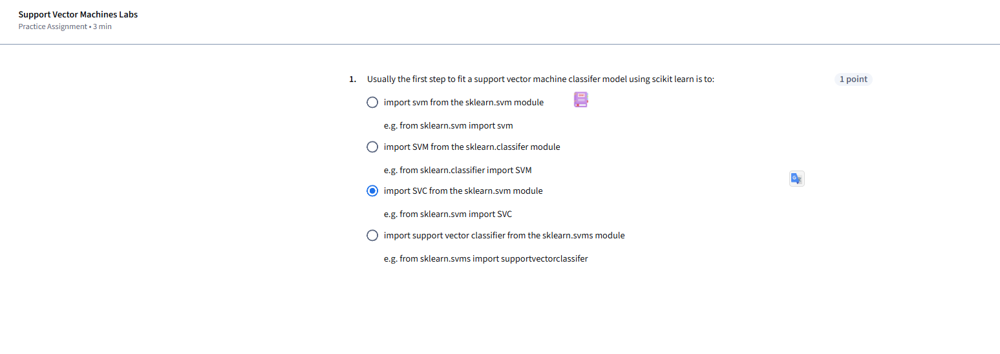 Support Vector Machines Labs
Practice Assignment • 3 min
1. Usually the first step to fit a support vector machine classifer model using scikit learn is to:
1 point
import svm from the sklearn.svm module
e.g. from sklearn.svm import svm
import SVM from the sklearn.classifer module
e.g. from sklearn.classifier import SVM
import SVC from the sklearn.svm module
e.g. from sklearn.svm import SVC
import support vector classifier from the sklearn.svms module
e.g. from sklearn.svms import supportvectorclassifer